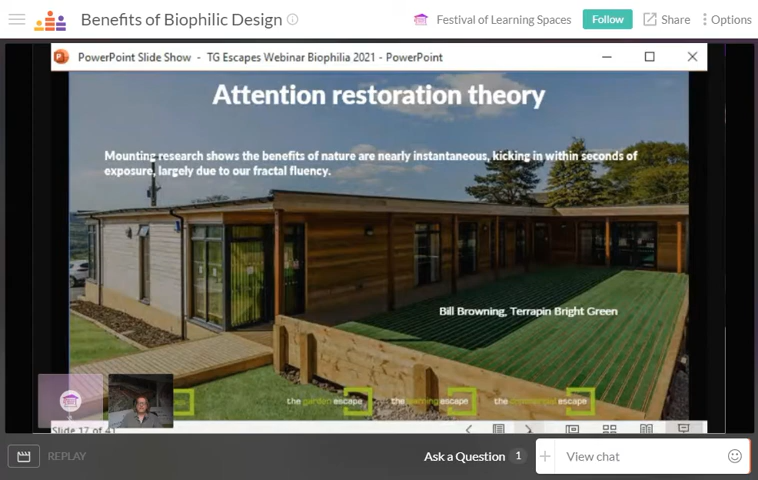 Benefits of Biophilic Design
Festival of Learning Spaces
Follow
Share
Options
PowerPoint Slide Show - TG Escapes Webinar Biophilia 2021 - PowerPoint
Attention restoration theory
Mounting research shows the benefits of nature are nearly instantaneous, kicking in within seconds of
exposure, largely due to our fractal fluency.
Bill Browning, Terrapin Bright Green
the garden escape
the learning escape
the commercial escape
Slide 17 of 41
REPLAY
Ask a Question 1
View chat